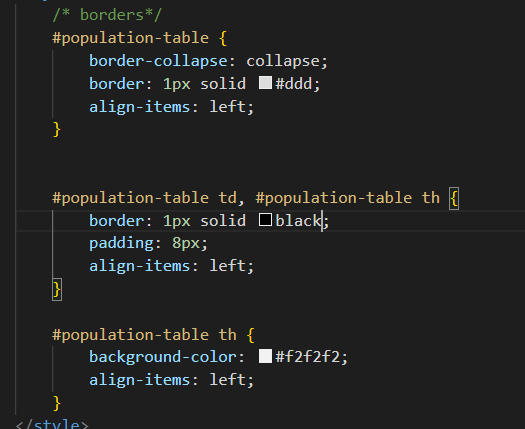 /* borders*/
#population-table {
border-collapse: collapse;
border: 1px solid #ddd;
align-items: left;
}
#population-table td, #population-table th {
border: 1px solid black;
padding: 8px;
align-items: left;
}
#population-table th {
background-color: #f2f2f2;
align-items: left;
}
</style>